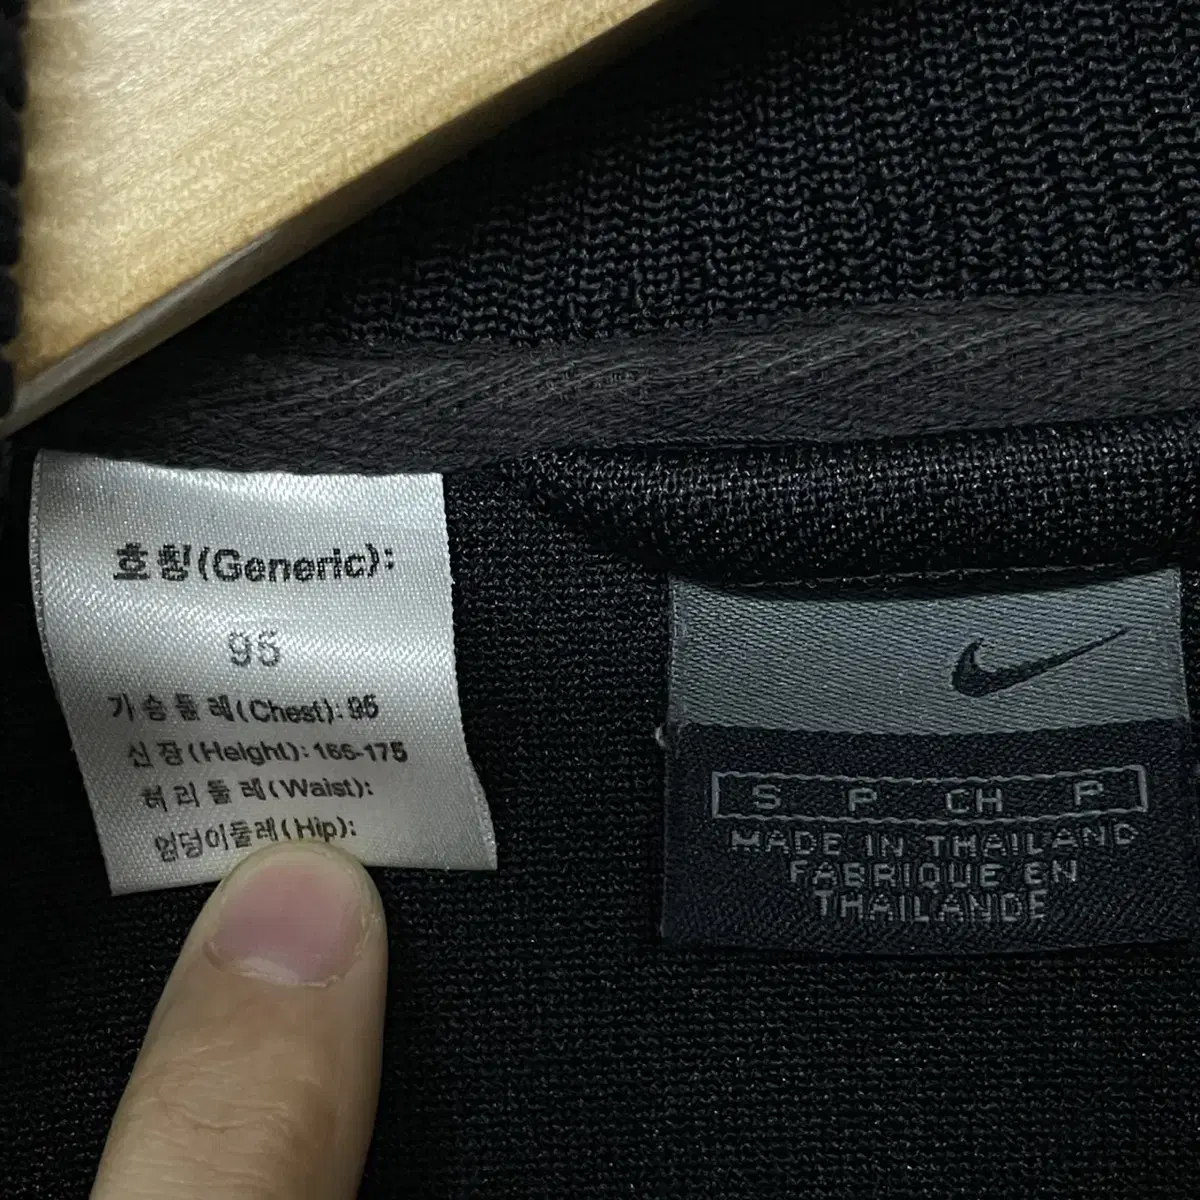 호칭(Generic):
95
가슴둘레(Chest): 95
신장(Height): 165-175
허리둘레(Waist):
엉덩이둘레(Hip):
S P CH P
MADE IN THAILAND
FABRIQUE EN
THAILANDE